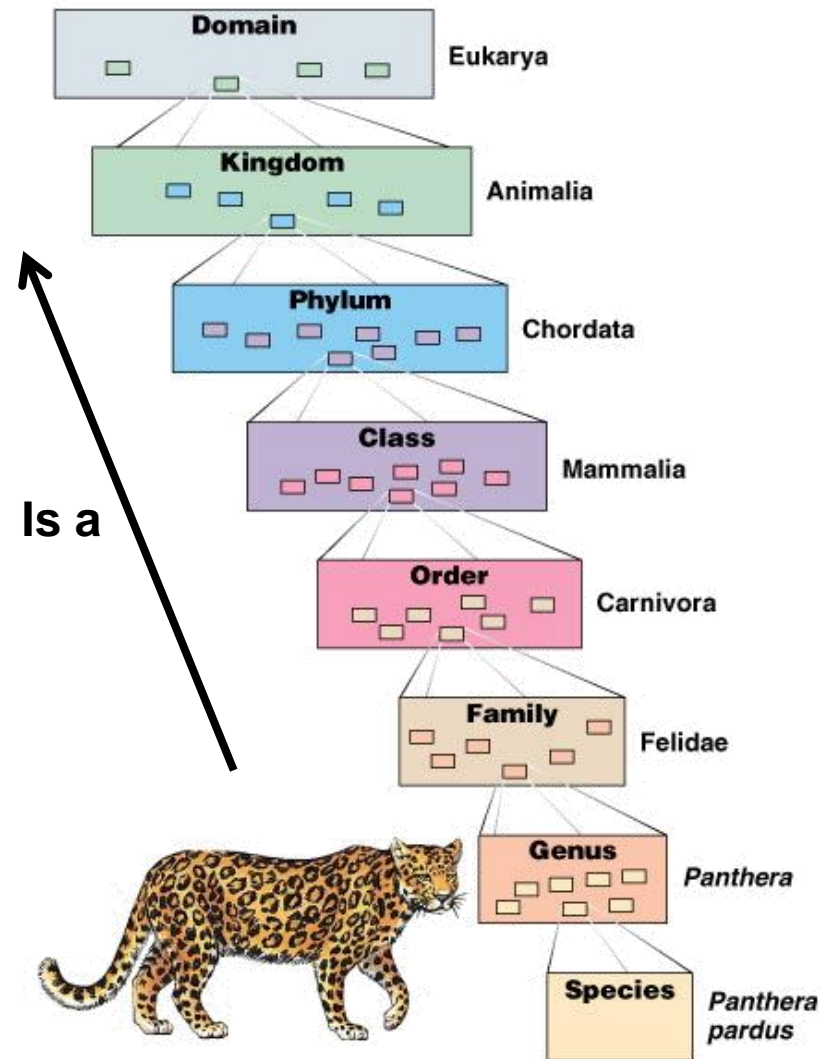 Domain
Eukarya
Kingdom
Animalia
Phylum
Chordata
Class
Mammalia
Is a
Order
Carnivora
Family
Felidae
Genus
Panthera
Species
Panthera
pardus